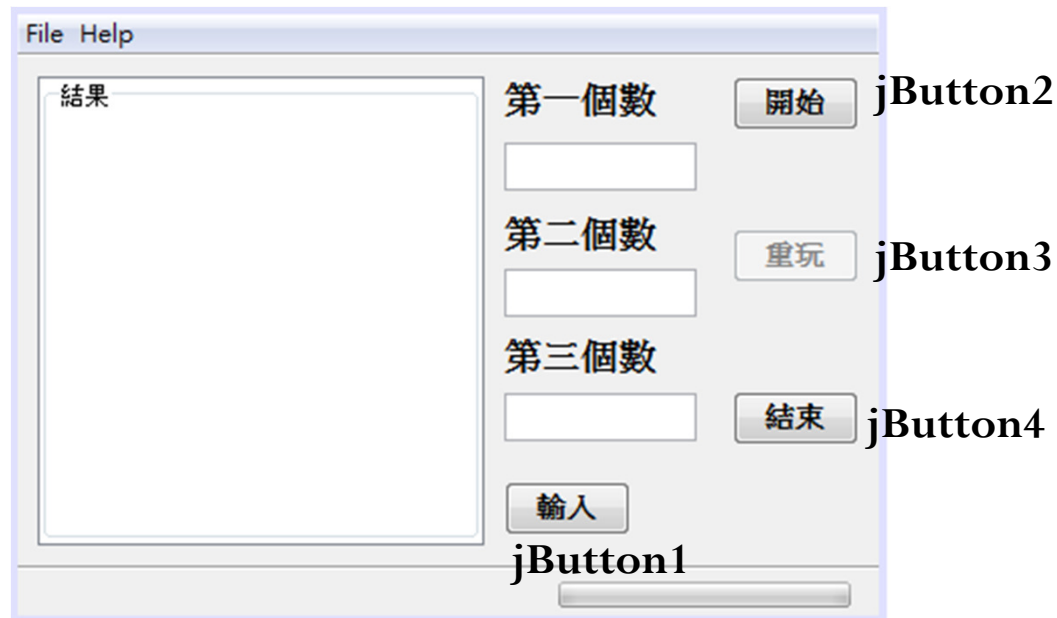 File Help
結果
第一個數
開始
jButton2
第二個數
重玩
jButton3
第三個數
結束
jButton4
輸入
jButton1